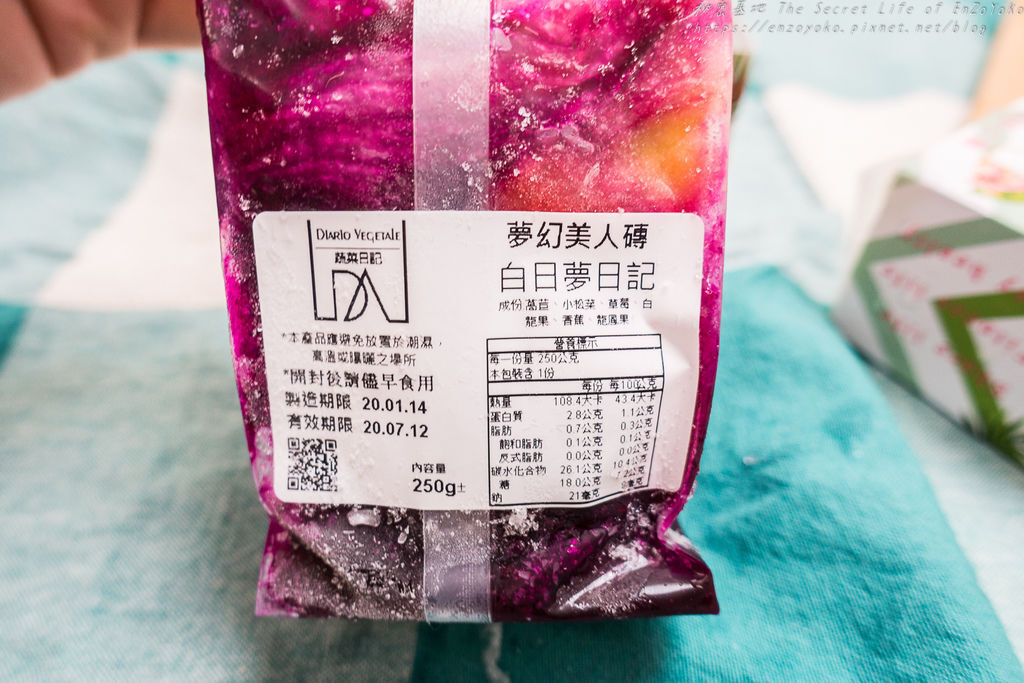 The Secret Life of EnZoYoKo
https://enzoyoko.pixnet.net/blog
Diario Vegetale
蔬菜日記
*本產品應避免放置於潮濕，
高溫或曝曬之場所
*開封後請儘早食用
製造期限 20.01.14
有效期限 20.07.12
內容量
250g±
夢幻美人磚
白日夢日記
成份:萵苣、小松菜、草莓、白
龍果、香蕉、龍鳳果
營養標示
每一份量 250公克
本包裝含 1份
每份 每100公克
熱量 108.4大卡 43.4大卡
蛋白質 2.8公克 1.1公克
脂肪 0.7公克 0.3公克
飽和脂肪 0.1公克 0.1公克
反式脂肪 0.0公克 0.0公克
碳水化合物 26.1公克 10.4公克
糖 18.0公克 7.2公克
鈉 21毫克 9毫克